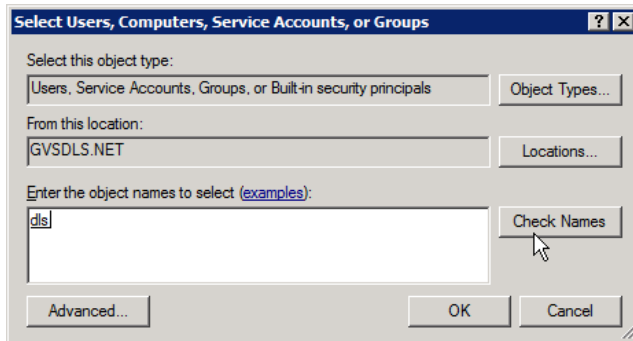 Select Users, Computers, Service Accounts, or Groups
Select this object type:
Users, Service Accounts, Groups, or Built-in security principals
Object Types...
From this location:
GVSDLS.NET
Locations...
Enter the object names to select (examples):
dls
Check Names
Advanced...
OK
Cancel